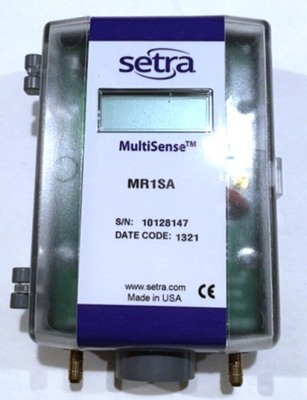 setra
MultiSense™
MR1SA
S/N: 10128147
DATE CODE: 1321
www.setra.com
Made in USA
CE